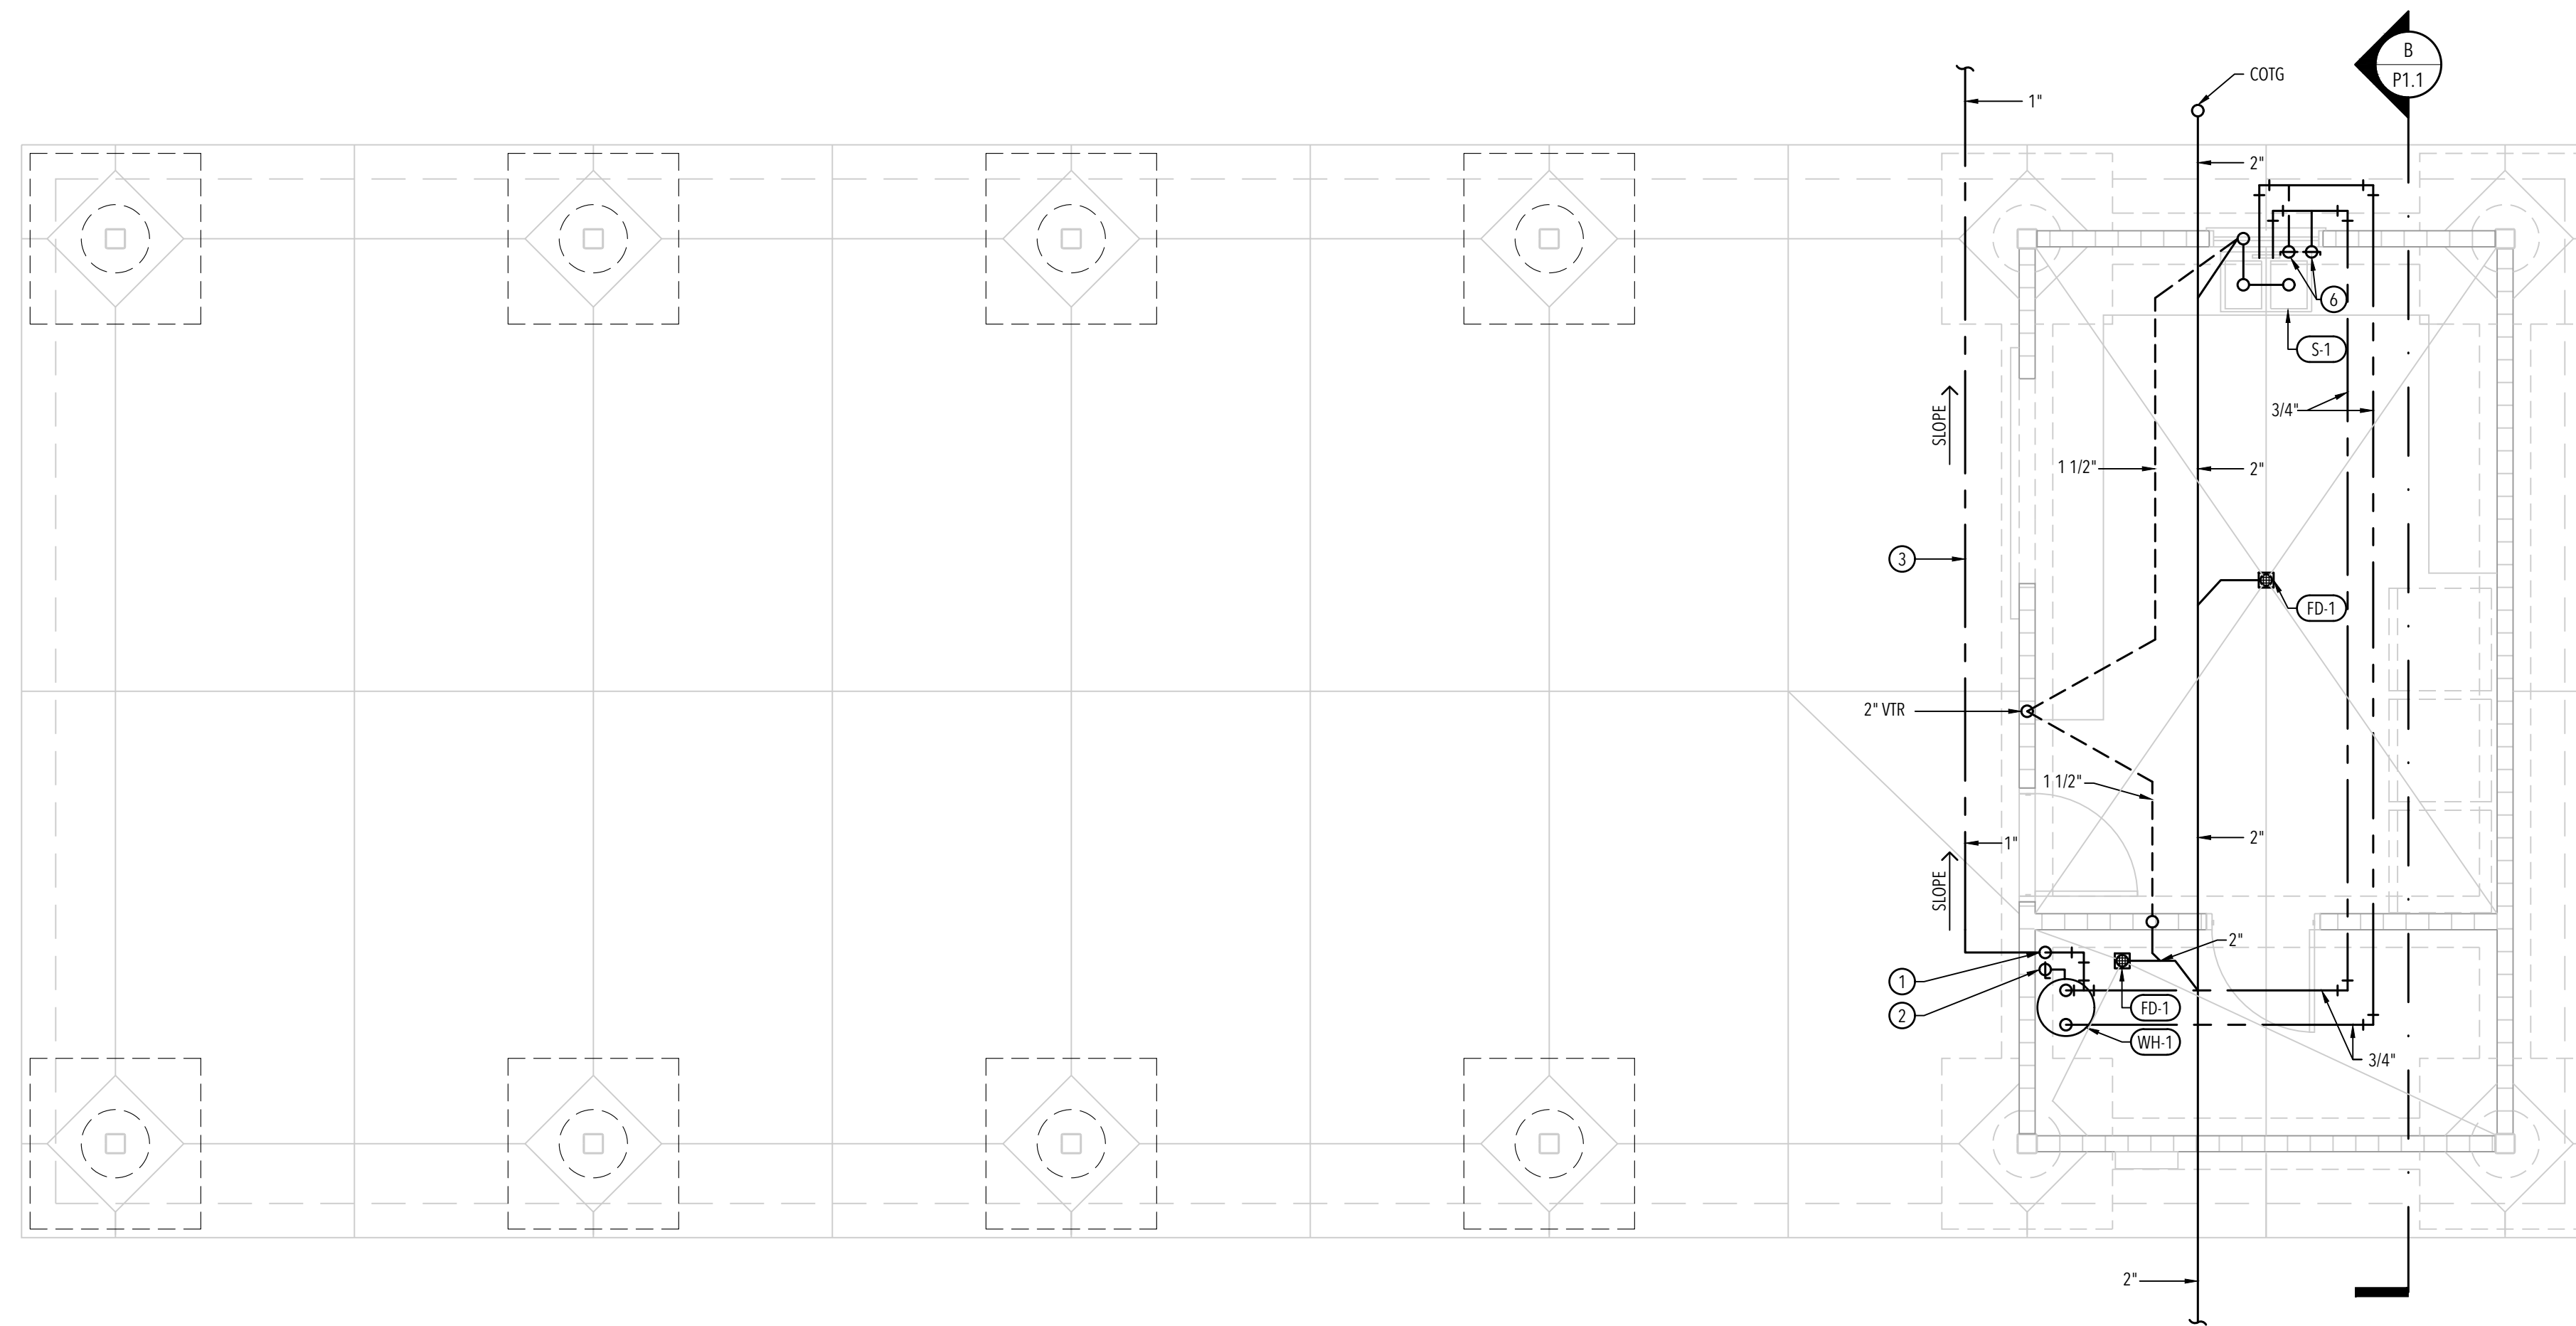 B
P1.1
COTG
1"
2"
6
S-1
SLOPE
3/4"
1 1/2"
2"
3
FD-1
2" VTR
1 1/2"
2"
1"
SLOPE
2"
1
2
FD-1
WH-1
3/4"
2"